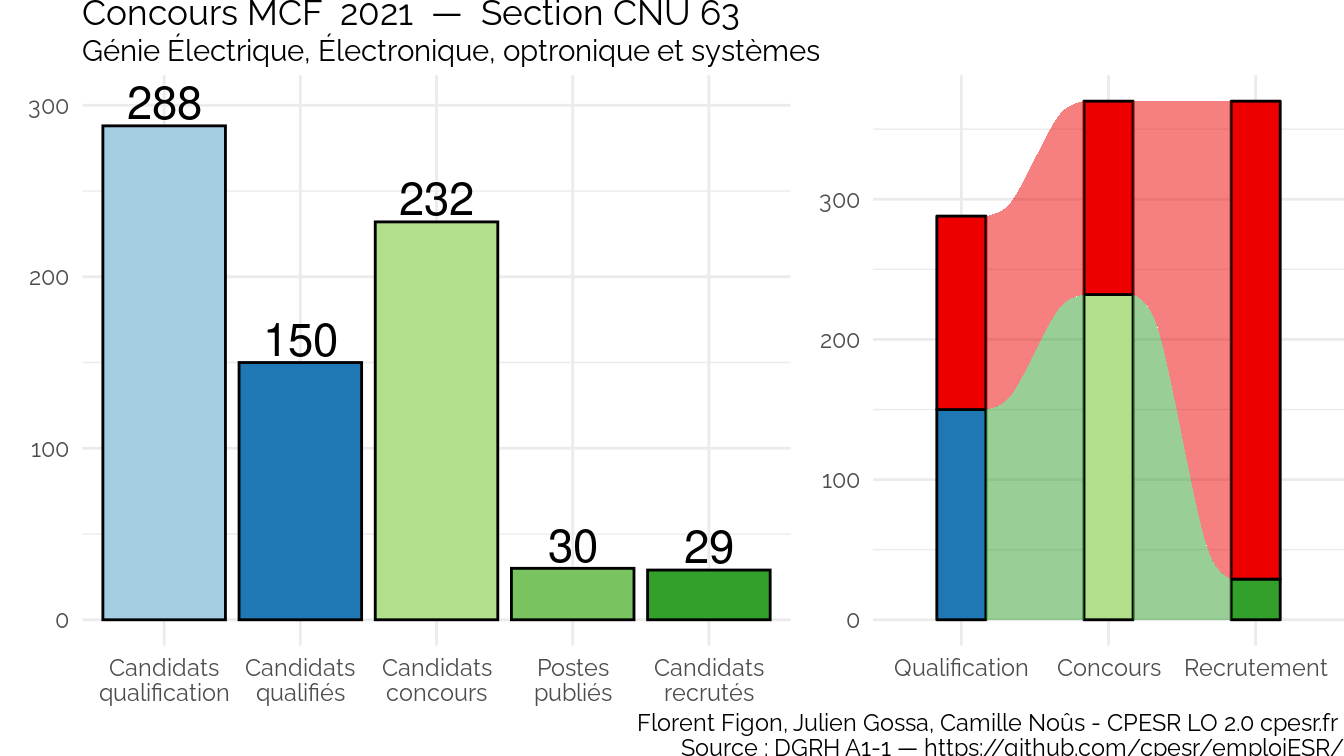 Concours MCF 2021 — Section CNU 63
Génie Électrique, Électronique, optronique et systèmes
300
200
100
0
288
150
232
30
29
Candidats qualification
Candidats qualifiés
Candidats concours
Postes publiés
Candidats recrutés
300
200
100
0
Qualification
Concours
Recrutement
Florent Figon, Julien Gossa, Camille Noûs - CPESR LO 2.0 cpesr.fr
Source : DGRH A1-1 — https://github.com/cpesr/emploiESR/